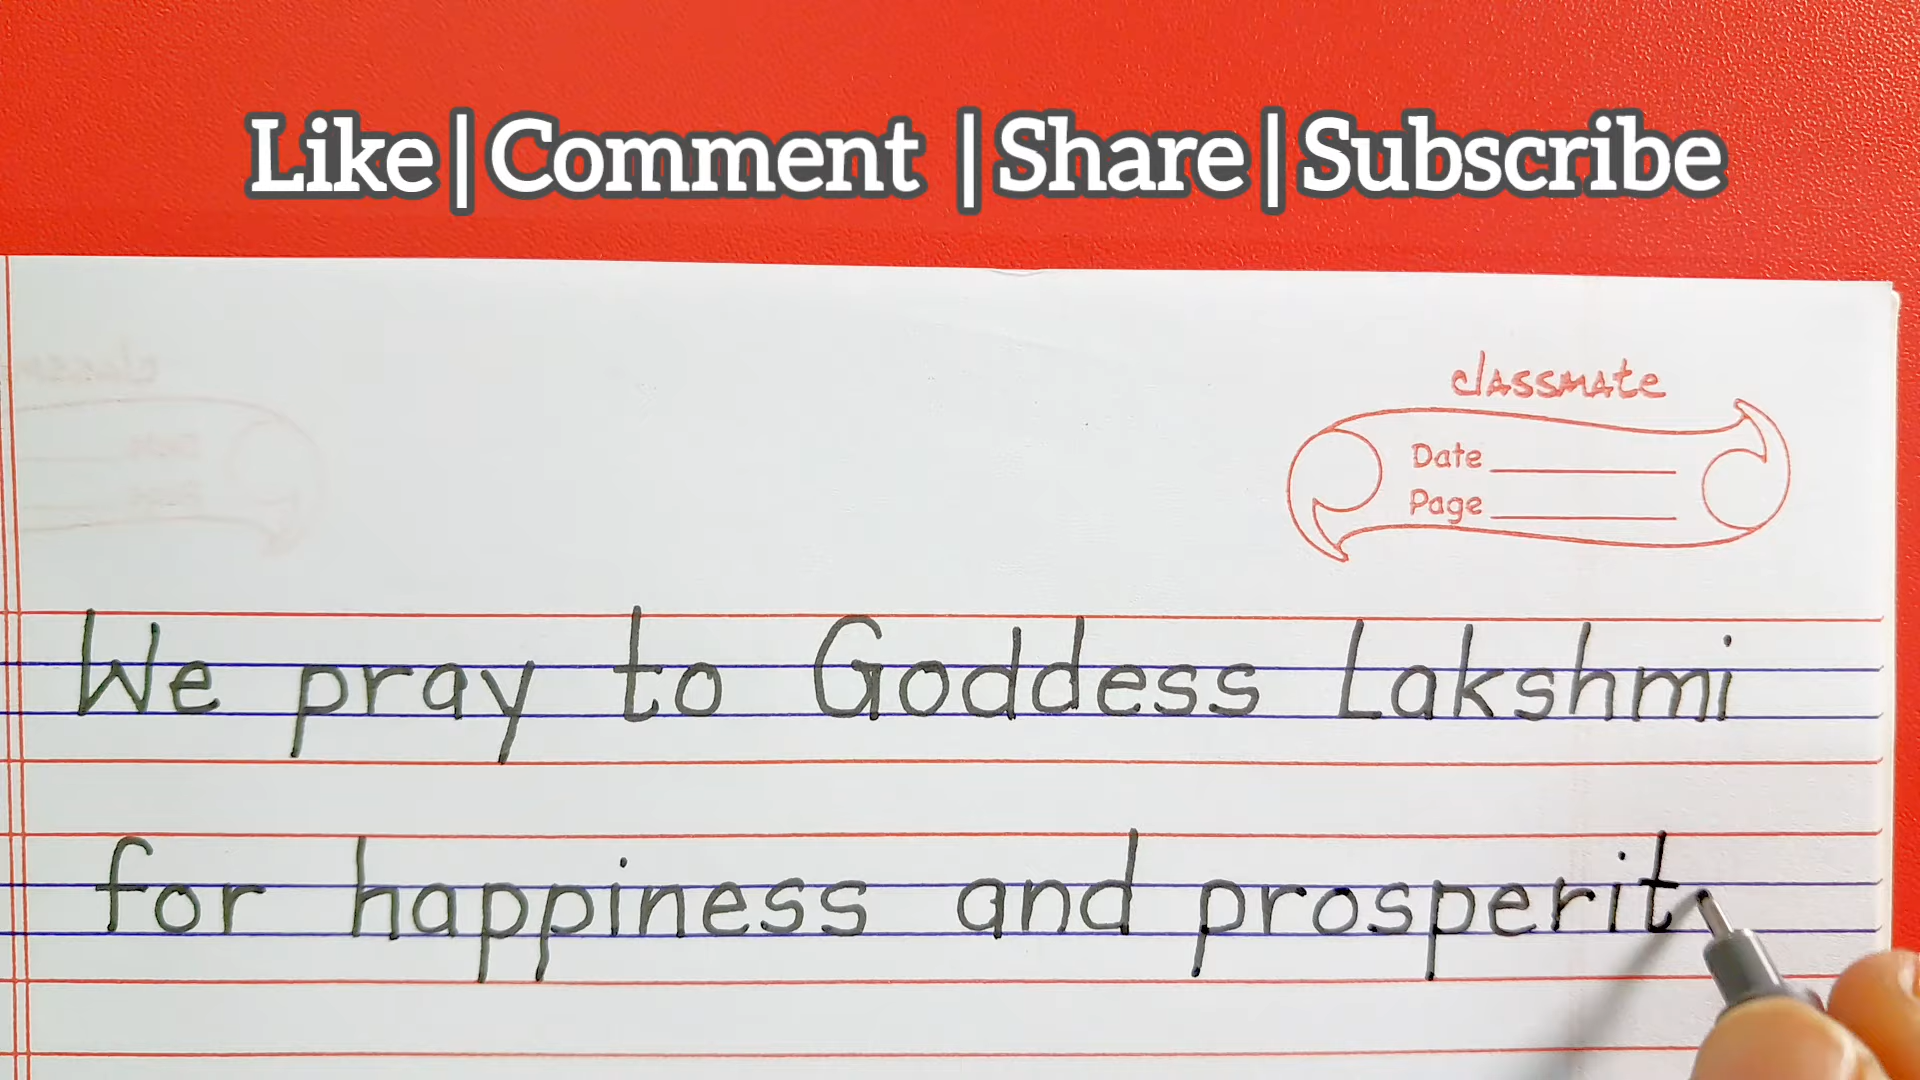 Like|Comment |Share|Subscribe
classmate
Date
Page
We pray to Goddess Lakshmi
for happiness and prosperit